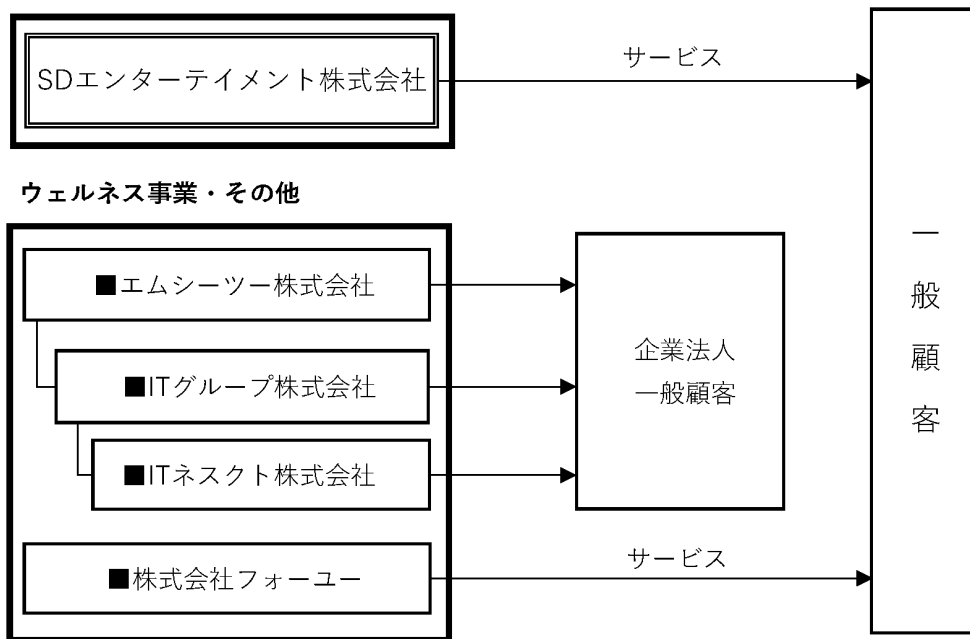 SDエンターテイメント株式会社
サービス
ウェルネス事業・その他
■エムシーツー株式会社
■ITグループ株式会社
■ITネスクト株式会社
■株式会社フォーユー
企業法人
一般顧客
サービス
一般顧客